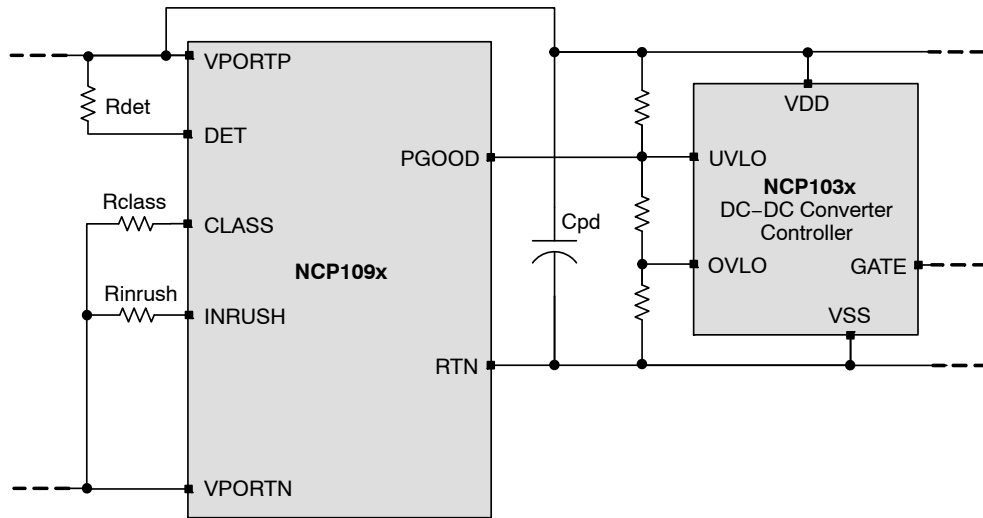 VPORTP
Rdet
DET
VDD
PGOOD
UVLO
NCP103x
DC−DC Converter
Controller
Rclass
CLASS
Cpd
NCP109x
OVLO
GATE
Rinrush
INRUSH
VSS
RTN
VPORTN